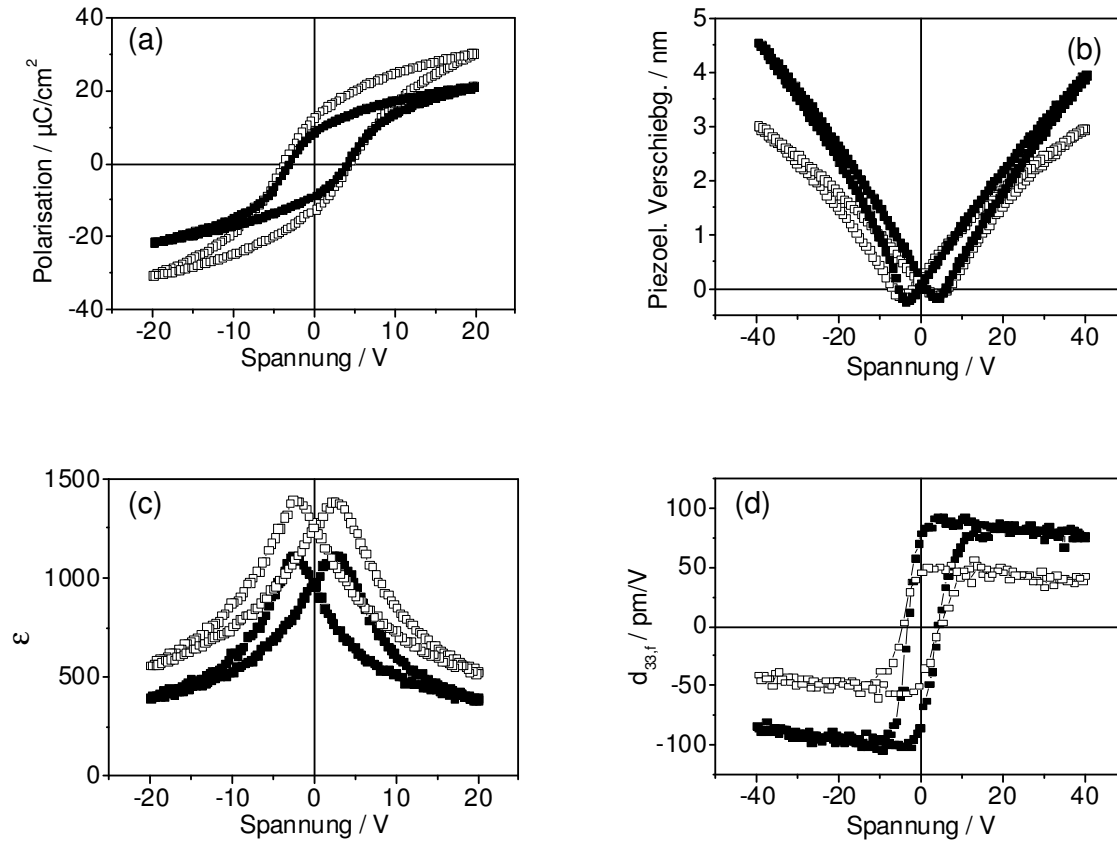 (a)
Polarisation / µC/cm²
40
20
0
-20
-40
-20 -10 0 10 20
Spannung / V
(b)
Piezoel. Verschiebg. / nm
5
4
3
2
1
0
-40 -20 0 20 40
Spannung / V
(c)
ε
1500
1000
500
0
-20 -10 0 10 20
Spannung / V
(d)
d33,f / pm/V
100
50
0
-50
-100
-40 -20 0 20 40
Spannung / V